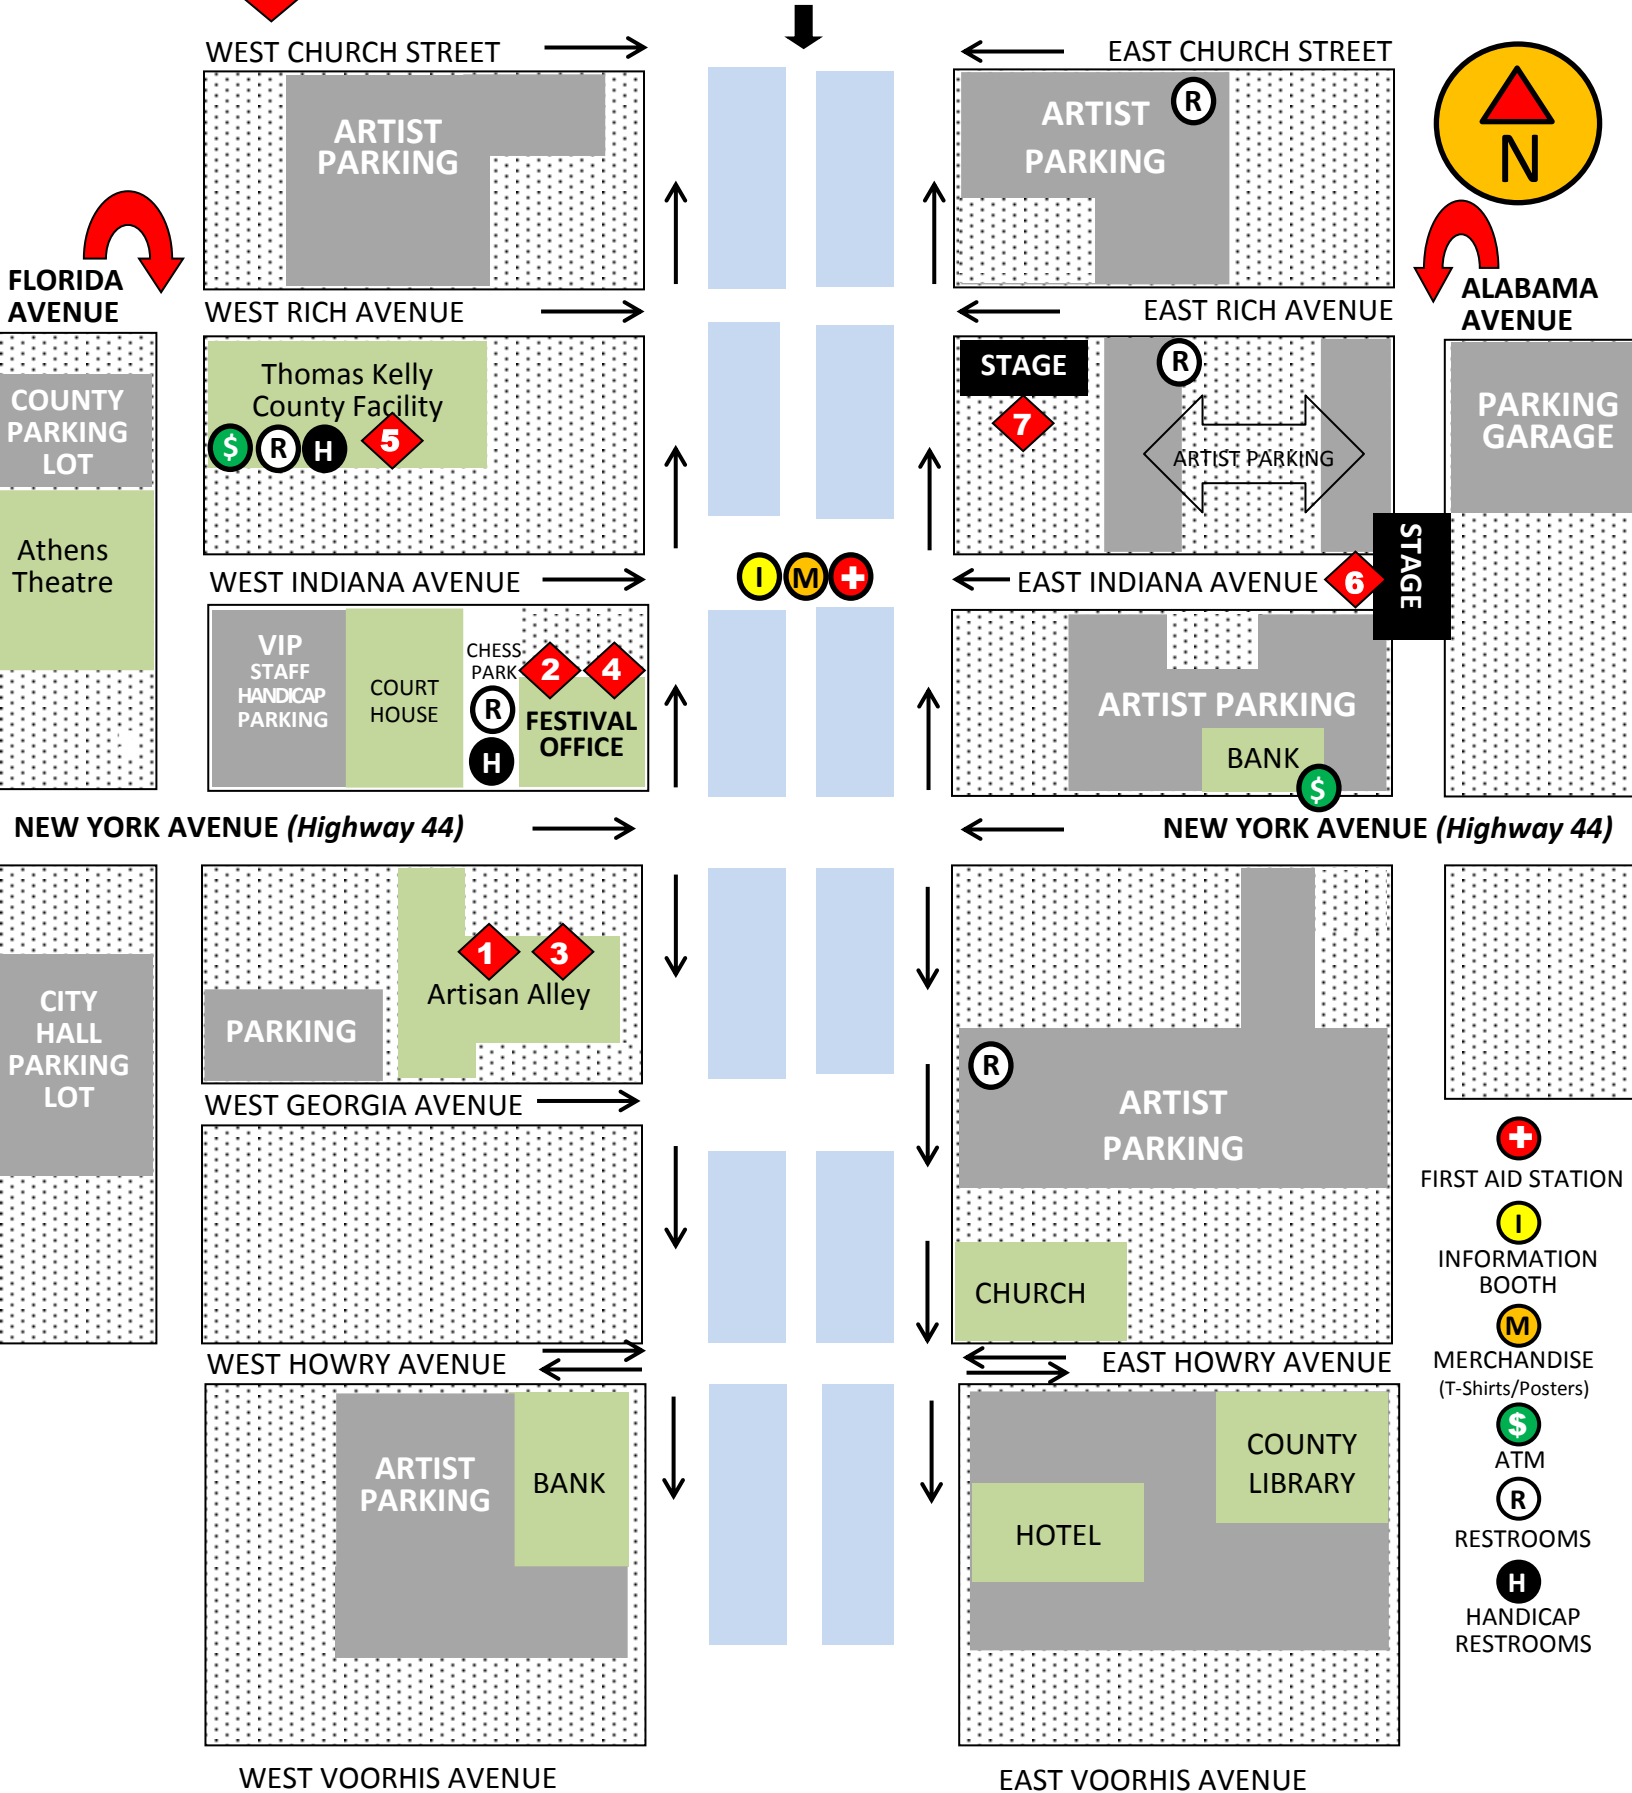 WEST CHURCH STREET
EAST CHURCH STREET
ARTIST
PARKING
ARTIST
PARKING
R
N
FLORIDA
AVENUE
WEST RICH AVENUE
EAST RICH AVENUE
ALABAMA
AVENUE
COUNTY
PARKING
LOT
Athens
Theatre
Thomas Kelly
County Facility
$ R H 5
STAGE
7
R
ARTIST PARKING
PARKING
GARAGE
STAGE
WEST INDIANA AVENUE
I M
EAST INDIANA AVENUE
6
VIP
STAFF
HANDICAP
PARKING
COURT
HOUSE
CHESS
PARK
R
H
2 4
FESTIVAL
OFFICE
ARTIST PARKING
BANK
$
NEW YORK AVENUE (Highway 44)
NEW YORK AVENUE (Highway 44)
CITY
HALL
PARKING
LOT
PARKING
1 3
Artisan Alley
R
ARTIST
PARKING
WEST GEORGIA AVENUE
CHURCH
WEST HOWRY AVENUE
EAST HOWRY AVENUE
ARTIST
PARKING
BANK
HOTEL
COUNTY
LIBRARY
FIRST AID STATION
I
INFORMATION
BOOTH
M
MERCHANDISE
(T-Shirts/Posters)
$
ATM
R
RESTROOMS
H
HANDICAP
RESTROOMS
WEST VOORHIS AVENUE
EAST VOORHIS AVENUE